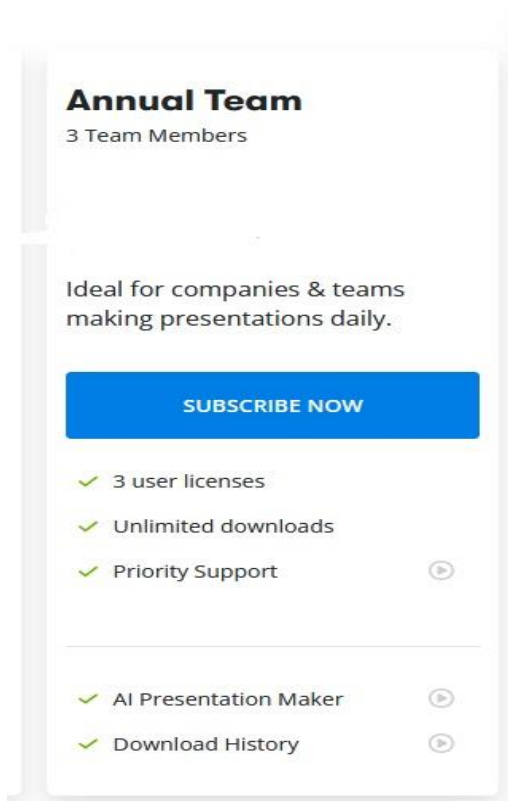 Annual Team
3 Team Members
Ideal for companies & teams
making presentations daily.
SUBSCRIBE NOW
3 user licenses
Unlimited downloads
Priority Support
AI Presentation Maker
Download History